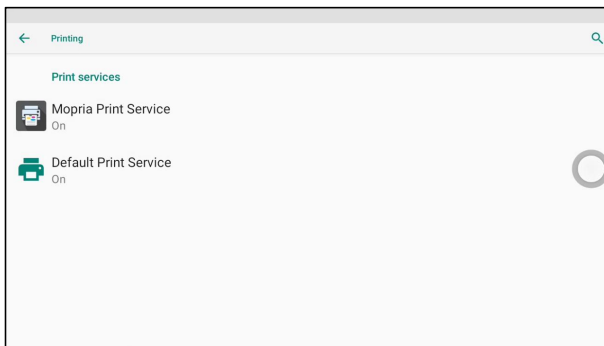 Printing
Print services
Mopria Print Service
On
Default Print Service
On